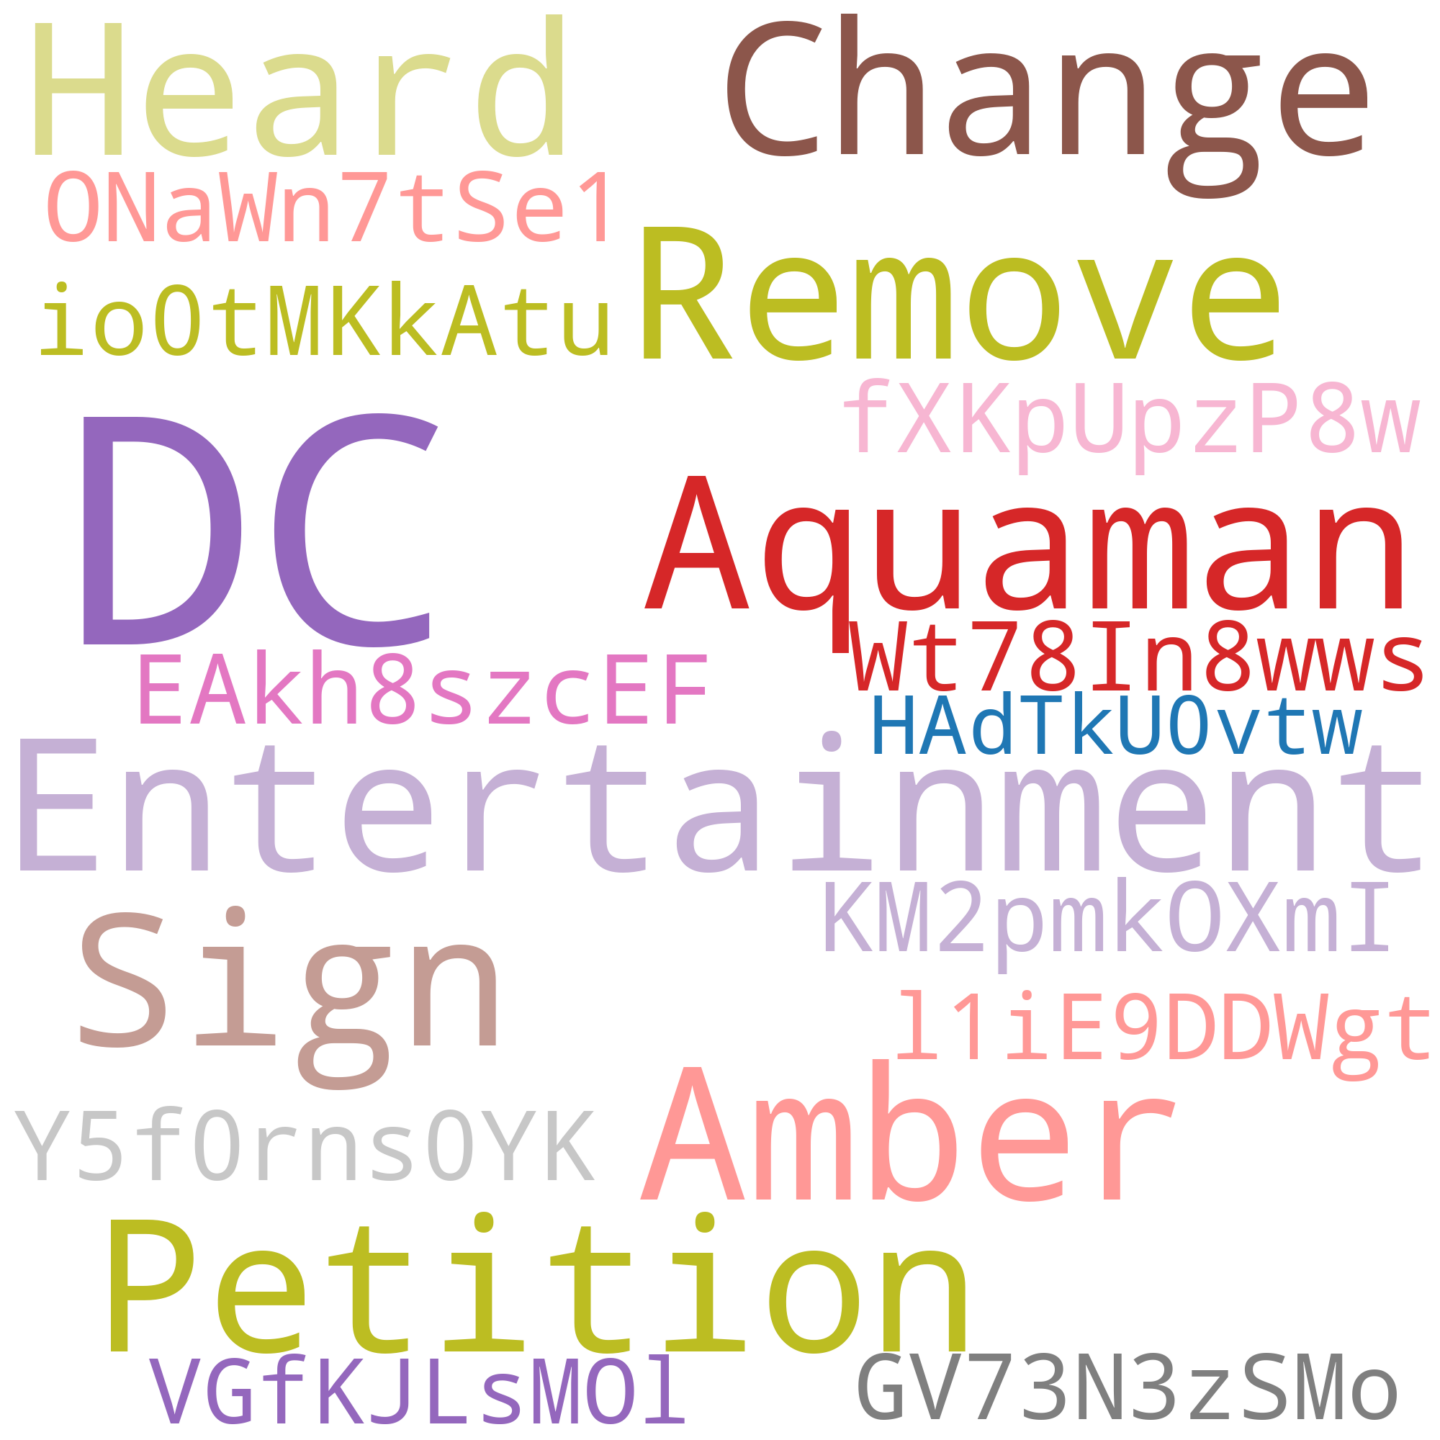 Heard Change
ONaWn7tSe1
Remove
io0tMKkAtu
fXKpUpzP8w
DC
Aquaman
Wt78In8wws
EAkh8szcEF
HAdTkU0vtw
Entertainment
KM2pmkOXmI
Sign
l1iE9DDWgt
Y5f0rns0YK
Amber
Petition
VGfKJLsMOl
GV73N3zSMo